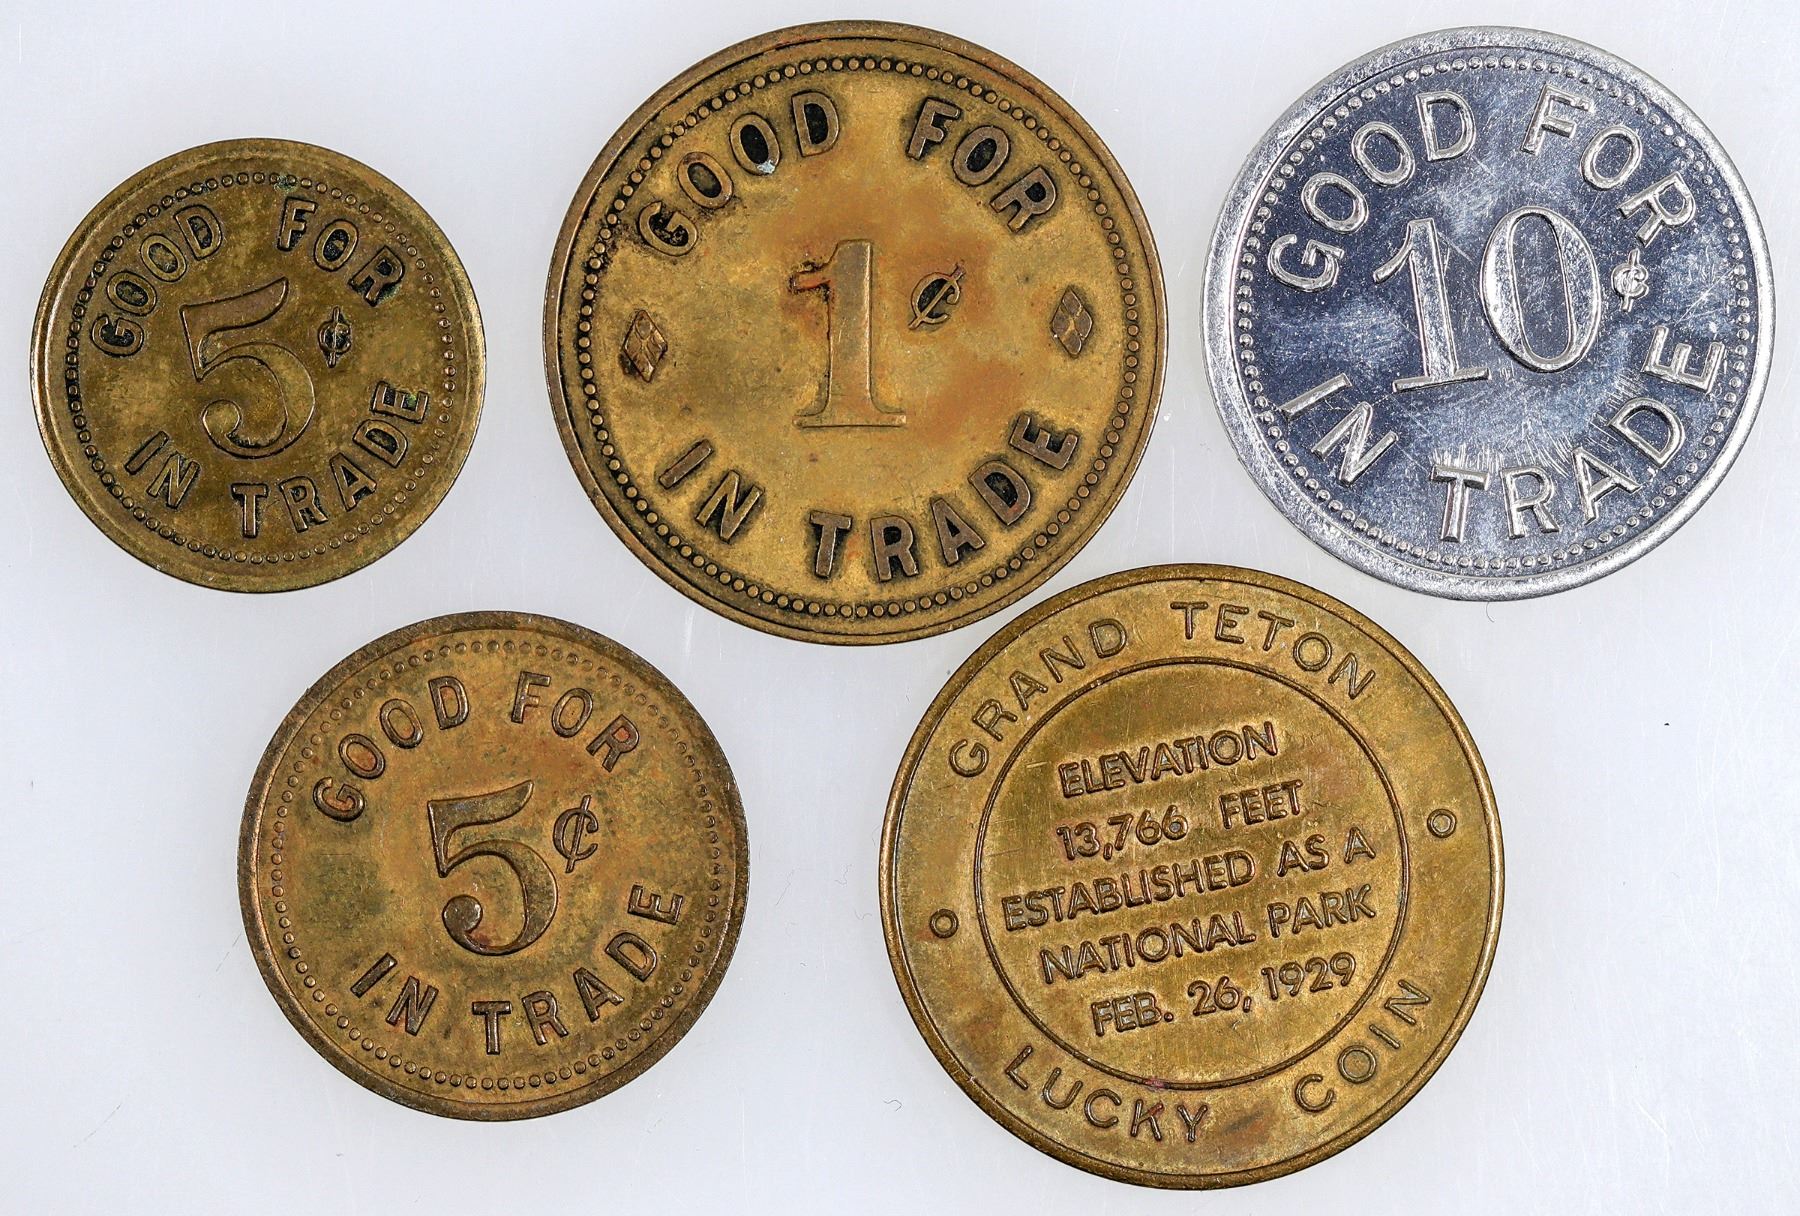 GOOD FOR
5¢
IN TRADE
GOOD FOR
1¢
IN TRADE
GOOD FOR
10¢
IN TRADE
GOOD FOR
5¢
IN TRADE
GRAND TETON
ELEVATION
13,766 FEET
ESTABLISHED AS A
NATIONAL PARK
FEB. 26, 1929
LUCKY COIN